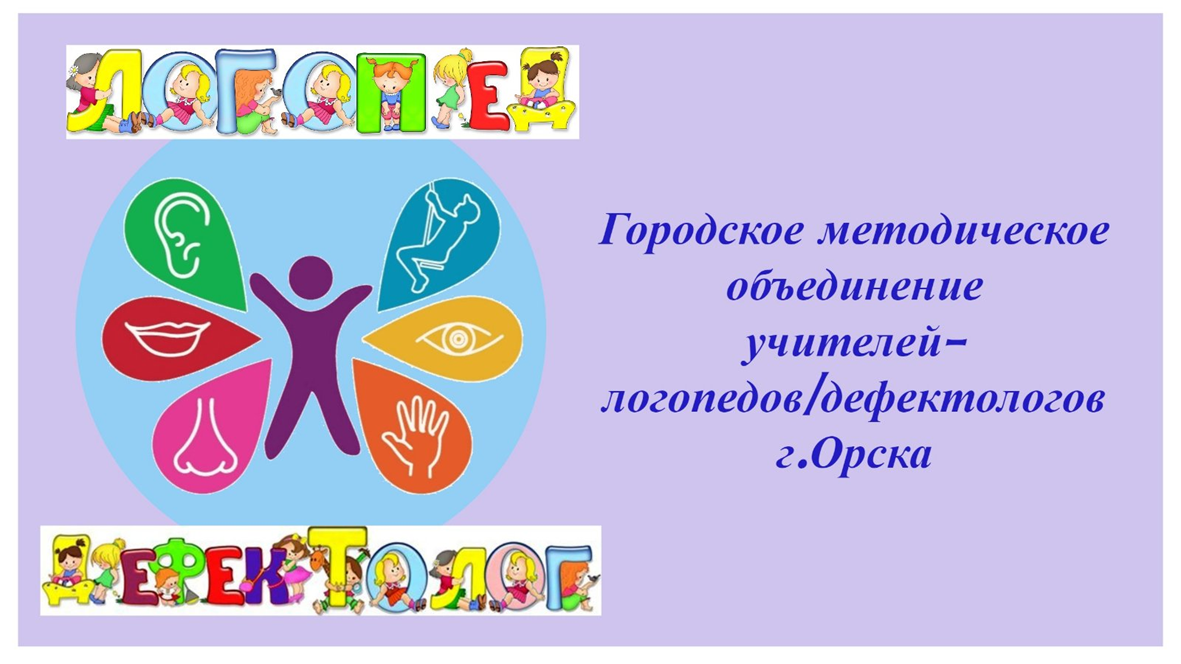 ЛОГОПЕД
Городское методическое
объединение
учителей-
логопедов/дефектологов
г.Орска
ДЕФЕКТОЛОГ